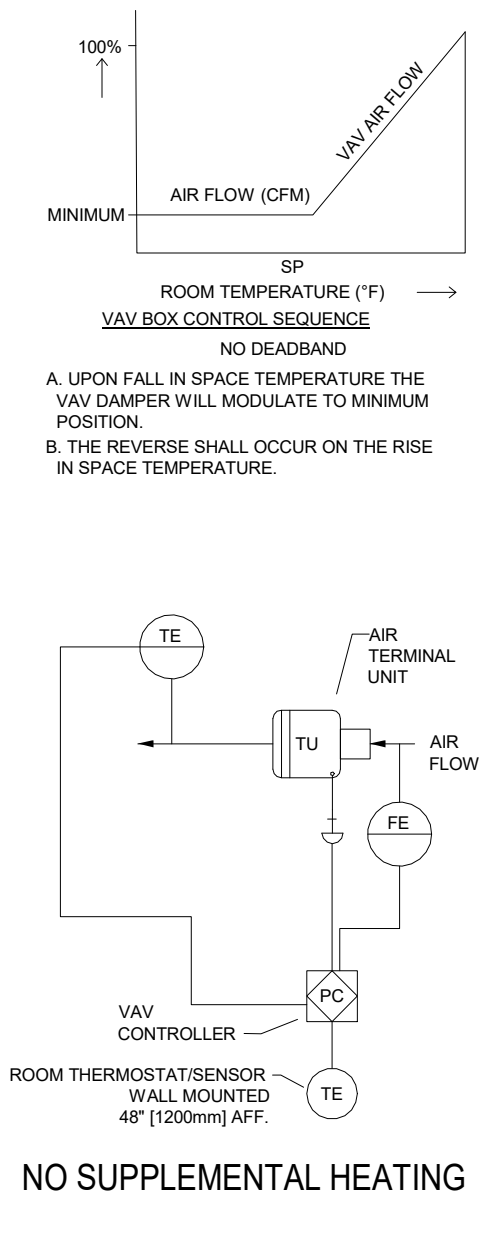 100%
VAV AIR FLOW
AIR FLOW (CFM)
MINIMUM
SP
ROOM TEMPERATURE (°F)
VAV BOX CONTROL SEQUENCE
NO DEADBAND
A. UPON FALL IN SPACE TEMPERATURE THE
VAV DAMPER WILL MODULATE TO MINIMUM
POSITION.
B. THE REVERSE SHALL OCCUR ON THE RISE
IN SPACE TEMPERATURE.
TE
AIR
TERMINAL
UNIT
TU
AIR
FLOW
FE
PC
VAV
CONTROLLER
ROOM THERMOSTAT/SENSOR
WALL MOUNTED
48" [1200mm] AFF.
TE
NO SUPPLEMENTAL HEATING